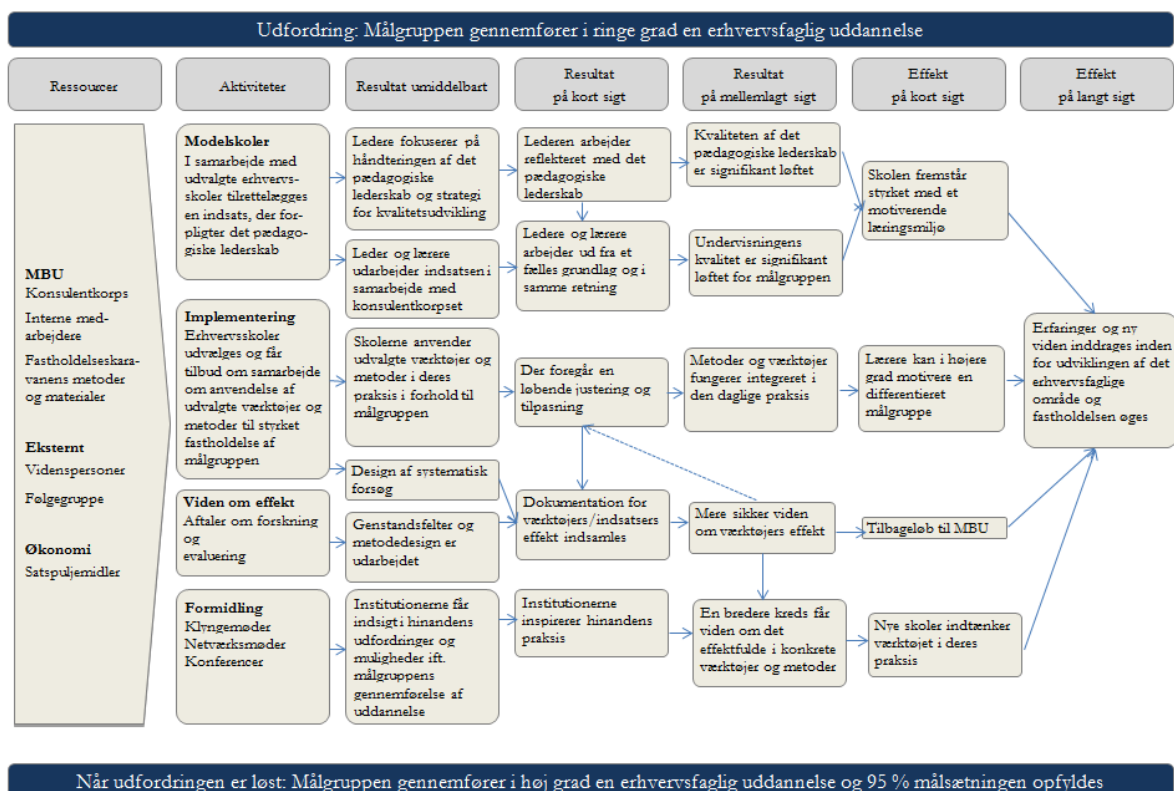 Udfordring: Målgruppen gennemfører i ringe grad en erhvervsfaglig uddannelse
Ressourcer
Aktiviteter
Resultat umiddelbart
Resultat
på kort sigt
Resultat
på mellemlagt sigt
Effekt
på kort sigt
Effekt
på langt sigt
MBU
Konsulentkorps
Interne med-
arbejdere
Fastholdelseskara-
vanens metoder
og materialer
Eksternt
Videnspersoner
Følgegruppe
Økonomi
Satspuljemidler
Modelskoler
I samarbejde med
udvalgte erhvervs-
skoler tilrettelægges
en indsats, der for-
pligter det pædago-
giske lederskab
Implementering
Erhvervsskoler
udvælges og får
tilbud om samarbejde
om anvendelse af
udvalgte værktøjer og
metoder til styrket
fastholdelse af
målgruppen
Viden om effekt
Aftaler om forskning
og
evaluering
Formidling
Klyngemøder
Netværksmøder
Konferencer
Ledere fokuserer på
håndteringen af det
pædagogiske
lederskab og strategi
for kvalitetsudvikling
Leder og lærere
udarbejder indsatsen i
samarbejde med
konsulentkorpset
Skolerne anvender
udvalgte værktøjer og
metoder i deres
praksis i forhold til
målgruppen
Design af systematisk
forsøg
Genstandsfelter og
metodedesign er
udarbejdet
Institutionerne får
indsigt i hinandens
udfordringer og
muligheder ift.
målgruppens
gennemførelse af
uddannelse
Lederen arbejder
reflekteret med det
pædagogiske
lederskab
Ledere og lærere
arbejder ud fra et
fælles grundlag og i
samme retning
Der foregår en
løbende justering og
tilpasning
Dokumentation for
værktøjers/indsatsers
effekt indsamles
Institutionerne
inspirerer hinandens
praksis
Kvaliteten af det
pædagogiske lederskab
er signifikant løftet
Undervisningens
kvalitet er signifikant
løftet for målgruppen
Metoder og værktøjer
fungerer integreret i
den daglige praksis
Mere sikker viden
om værktøjers effekt
En bredere kreds får
viden om det
effektfulde i konkrete
værktøjer og metoder
Skolen fremstår
styrket med et
motiverende
læringsmiljø
Lærere kan i højere
grad motivere en
differentieret
målgruppe
Tilbageløb til MBU
Nye skoler indtænker
værktøjet i deres
praksis
Erfaringer og ny
viden inddrages inden
for udviklingen af det
erhvervsfaglige
område og
fastholdelsen øges
Når udfordringen er løst: Målgruppen gennemfører i høj grad en erhvervsfaglig uddannelse og 95 % målsætningen opfyldes